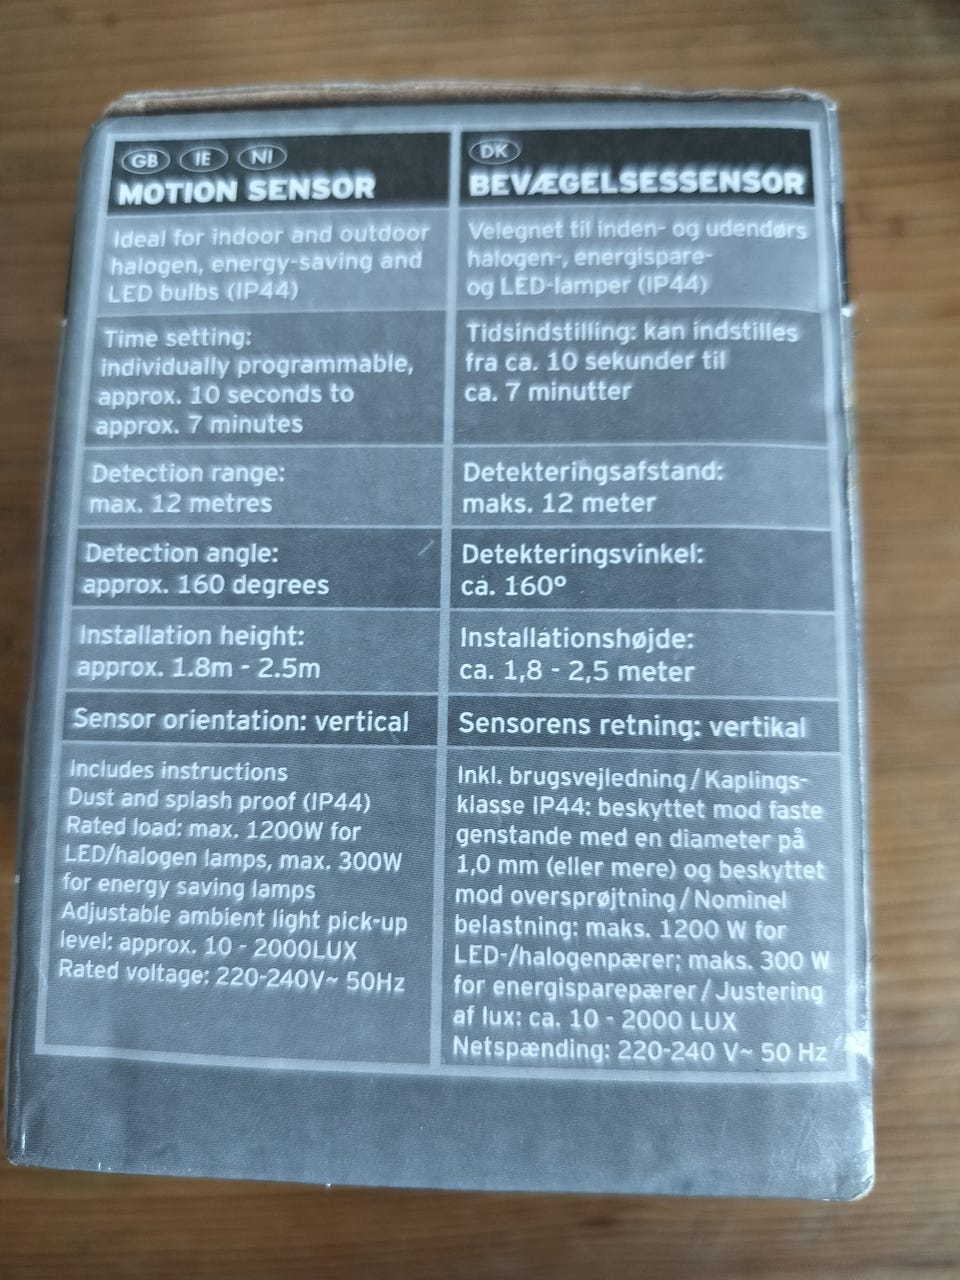 GB IE NI
MOTION SENSOR
Ideal for indoor and outdoor
halogen, energy-saving and
LED bulbs (IP44)
Time setting:
individually programmable,
approx. 10 seconds to
approx. 7 minutes
Detection range:
max. 12 metres
Detection angle:
approx. 160 degrees
Installation height:
approx. 1.8m - 2.5m
Sensor orientation: vertical
Includes instructions
Dust and splash proof (IP44)
Rated load: max. 1200W for
LED/halogen lamps, max. 300W
for energy saving lamps
Adjustable ambient light pick-up
level: approx. 10 - 2000LUX
Rated voltage: 220-240V~ 50Hz
DK
BEVÆGELSESSENSOR
Velegnet til inden- og udendørs
halogen-, energispare-
og LED-lamper (IP44)
Tidsindstilling: kan indstilles
fra ca. 10 sekunder til
ca. 7 minutter
Detekteringsafstand:
maks. 12 meter
Detekteringsvinkel:
ca. 160º
Installationshøjde:
ca. 1,8 - 2,5 meter
Sensorens retning: vertikal
Inkl. brugsvejledning / Kaplings-
klasse IP44: beskyttet mod faste
genstande med en diameter på
1,0 mm (eller mere) og beskyttet
mod oversprøjtning / Nominel
belastning: maks. 1200 W for
LED-/halogenpærer; maks. 300 W
for energisparepærer / Justering
af lux: ca. 10 - 2000 LUX
Netspænding: 220-240 V~ 50 Hz